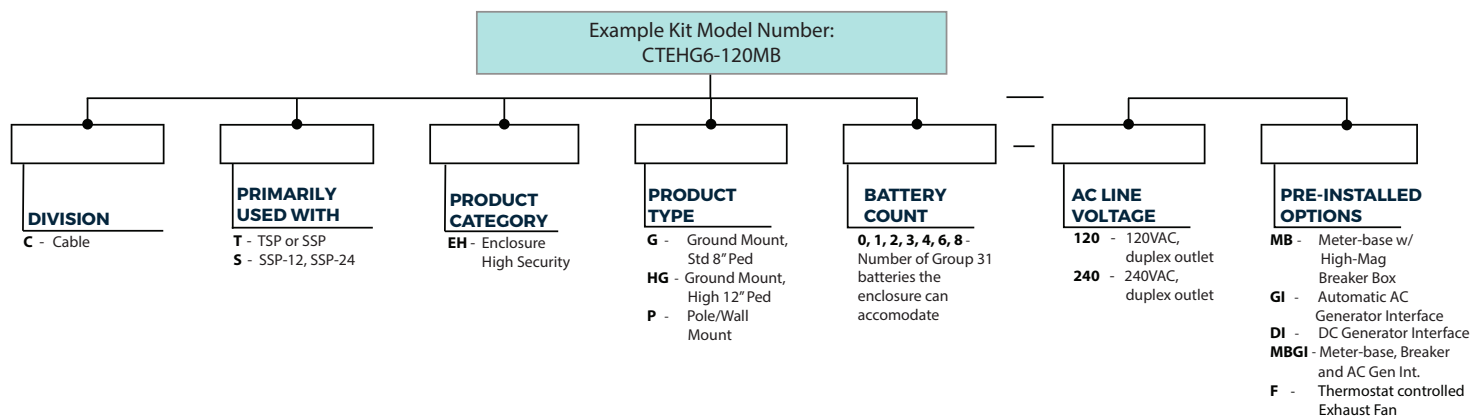 Example Kit Model Number:
CTEHG6-120MB
DIVISION
C - Cable
PRIMARILY
USED WITH
T - TSP or SSP
S - SSP-12, SSP-24
PRODUCT
CATEGORY
EH - Enclosure
High Security
PRODUCT
TYPE
G - Ground Mount,
Std 8" Ped
HG - Ground Mount,
High 12" Ped
P - Pole/Wall
Mount
BATTERY
COUNT
0, 1, 2, 3, 4, 6, 8 -
Number of Group 31
batteries the
enclosure can
accomodate
AC LINE
VOLTAGE
120 - 120VAC,
duplex outlet
240 - 240VAC,
duplex outlet
PRE-INSTALLED
OPTIONS
MB - Meter-base w/
High-Mag
Breaker Box
GI - Automatic AC
Generator Interface
DI - DC Generator Interface
MBGI - Meter-base, Breaker
and AC Gen Int.
F - Thermostat controlled
Exhaust Fan